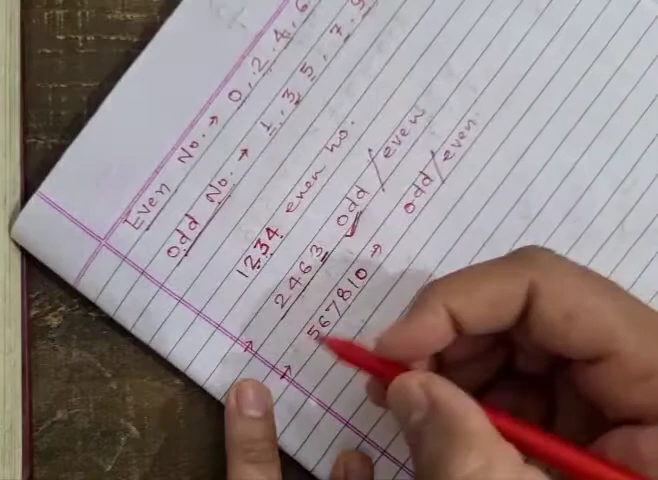 Even No. → 0, 2, 4, 6
odd No. → 1, 3, 5, 7, 9
1234 even no.
→ 2463 odd/even
→ 567810 → odd/even